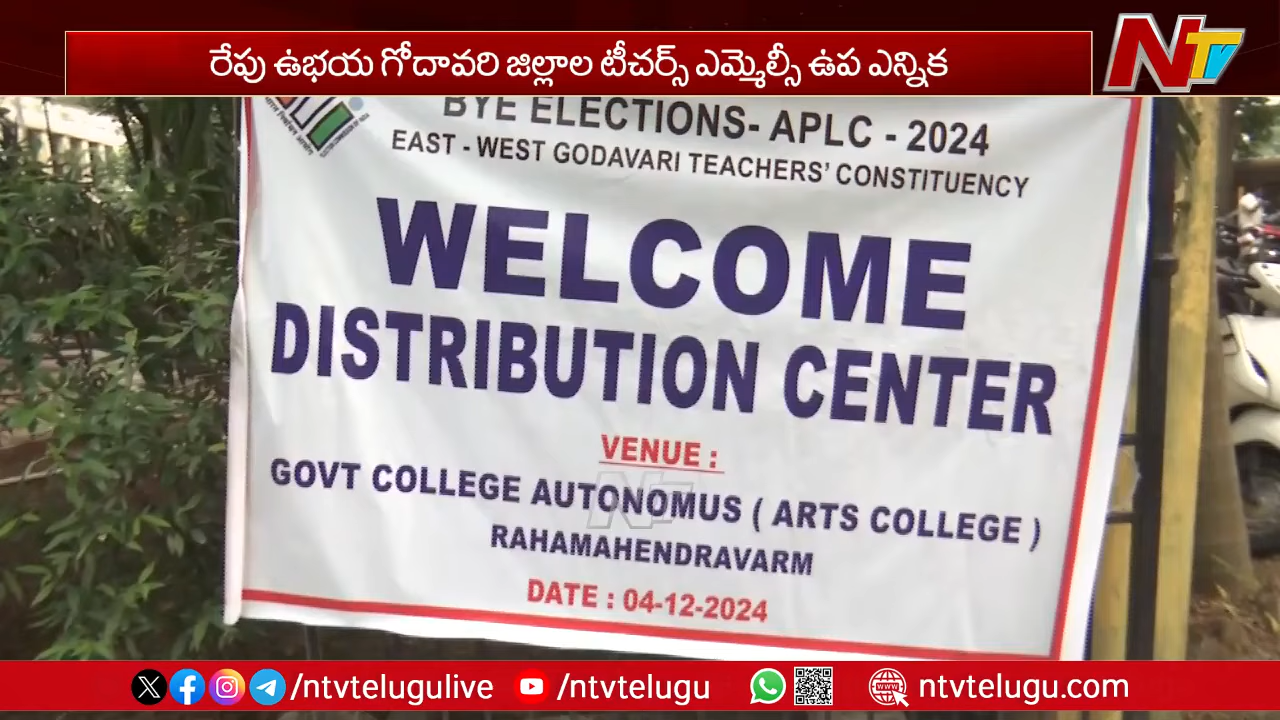 రేపు ఉభయ గోదావరి జిల్లాల టీచర్స్ ఎమ్మెల్సీ ఉప ఎన్నిక
NTV
BYE ELECTIONS- APLC - 2024
EAST - WEST GODAVARI TEACHERS' CONSTITUENCY
WELCOME
DISTRIBUTION CENTER
VENUE :
GOVT COLLEGE AUTONOMUS ( ARTS COLLEGE )
NTV
RAHAMAHENDRAVARM
DATE : 04-12-2024
/ntvtelugulive /ntvtelugu ntvtelugu.com